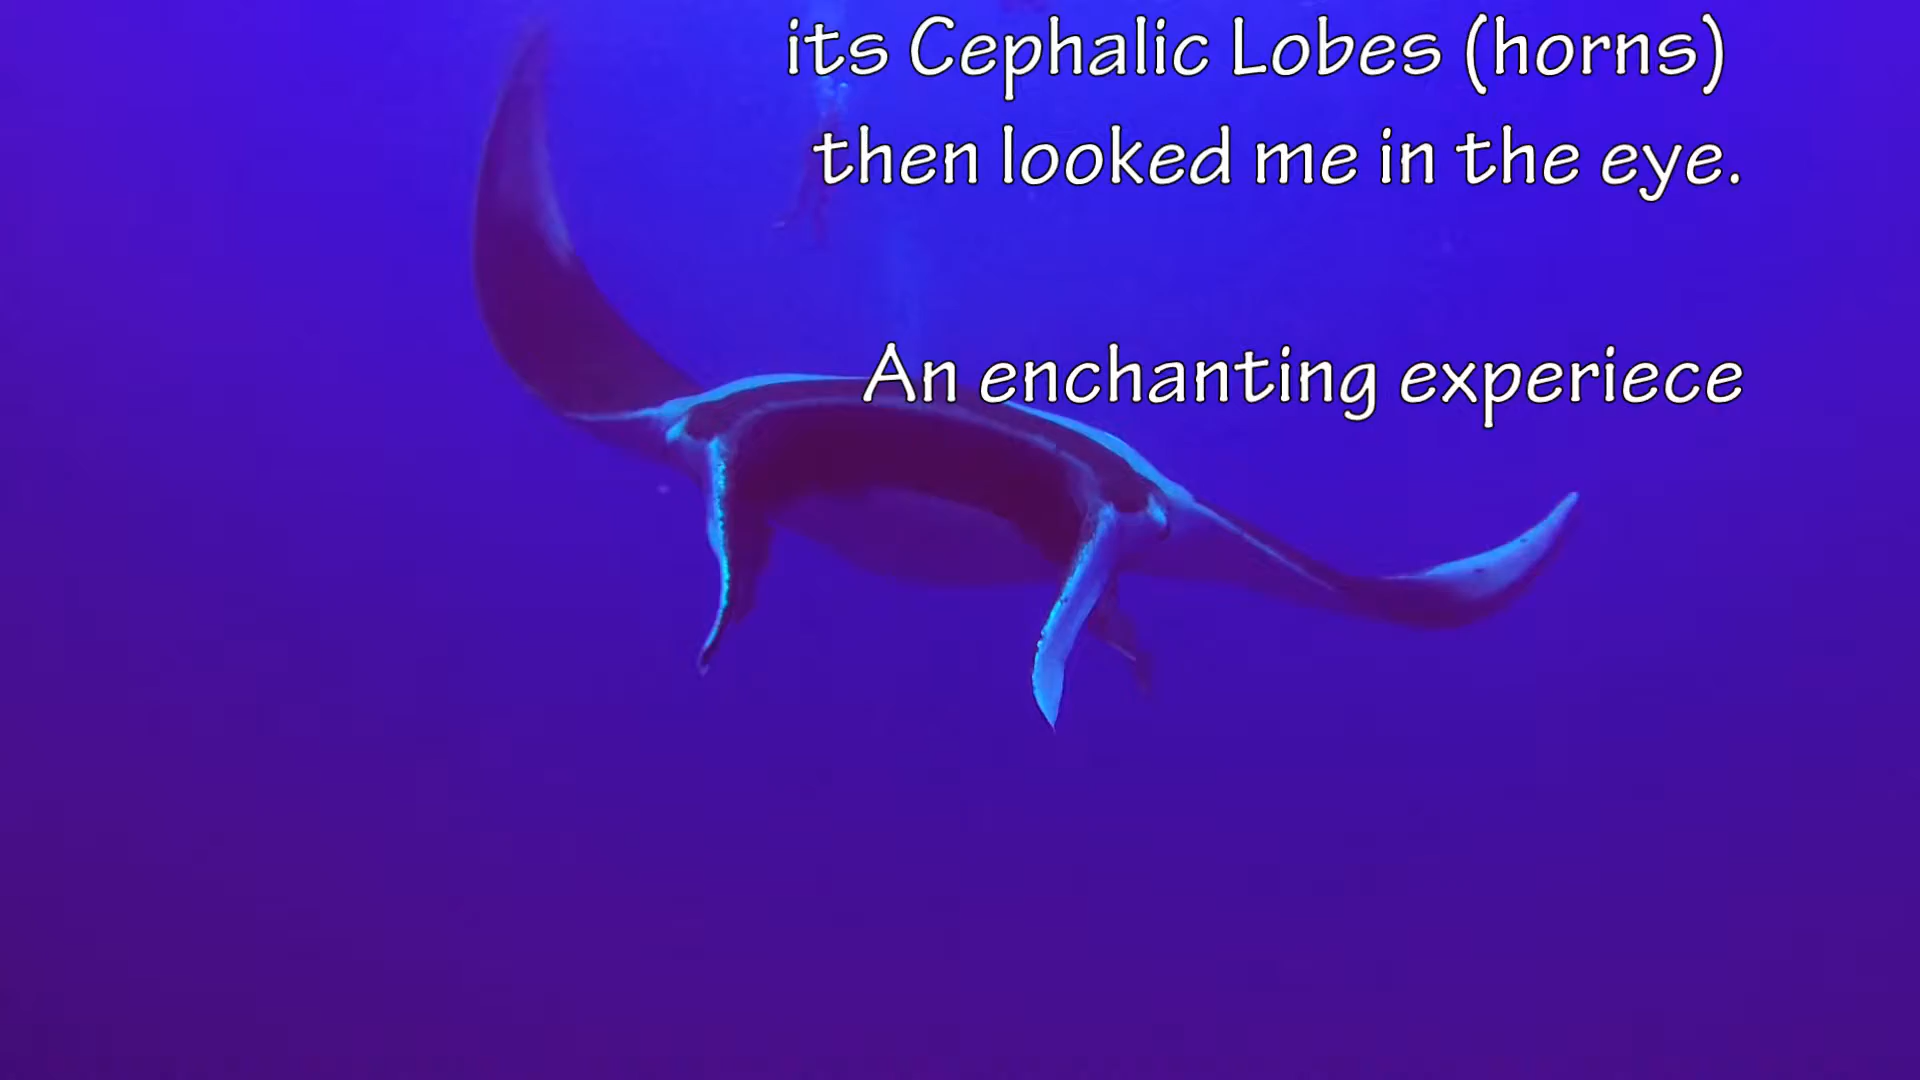 its Cephalic Lobes (horns)
then looked me in the eye.
An enchanting experiece